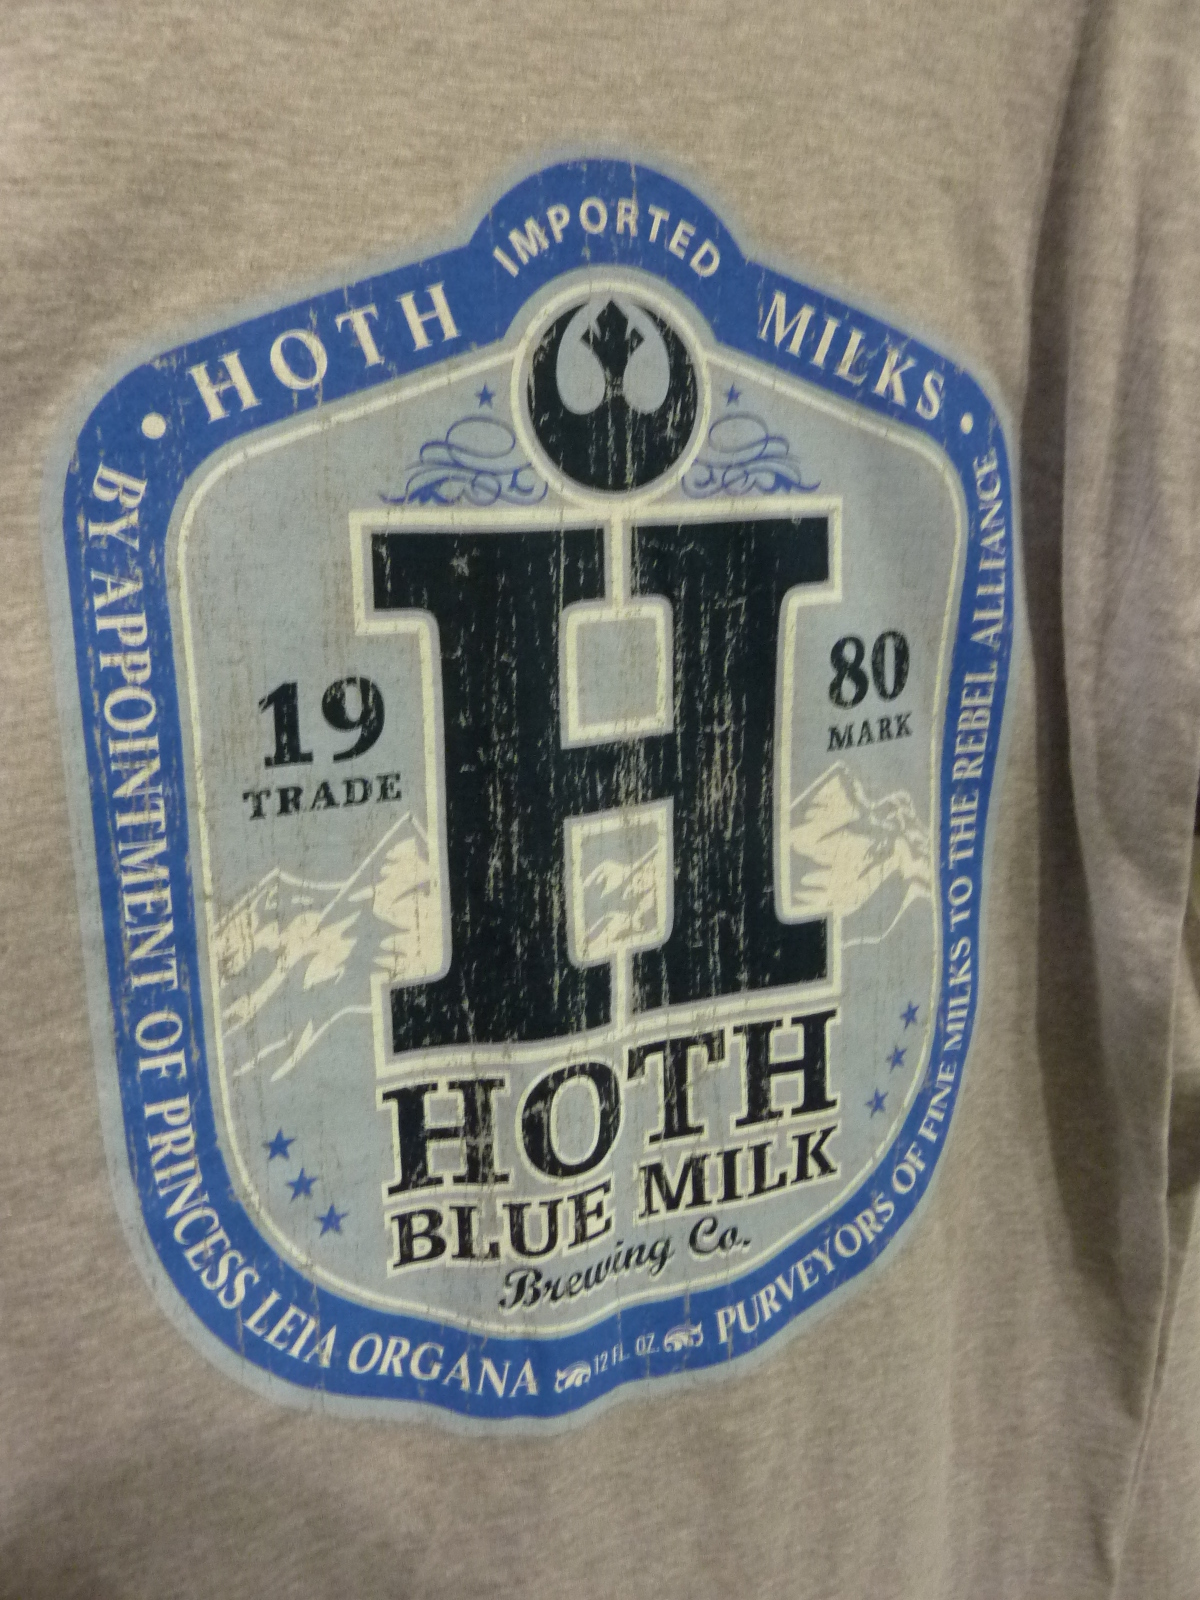 HOTH IMPORTED MILKS
BY APPOINTMENT OF PRINCESS LEIA ORGANA
12 FL. OZ.
PURVEYORS OF FINE MILKS TO THE REBEL ALLIANCE
H
19 80
TRADE MARK
HOTH
BLUE MILK
Brewing Co.